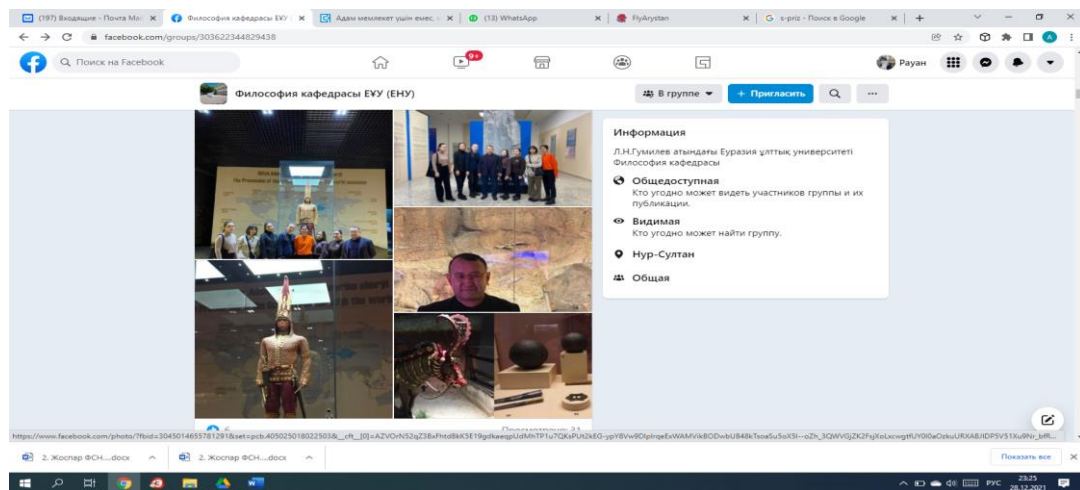 (197) Входящие - Почта Mai
Философия кафедрасы ЕҰУ (
Адам мемлекет үшін емес,
(13) WhatsApp
FlyArystan
s-priz - Поиск в Google
facebook.com/groups/303622344829438
Поиск на Facebook
9+
Рауан
Философия кафедрасы ЕҰУ (ЕНУ)
В группе
+ Пригласить
Информация
Л.Н.Гумилев атындағы Еуразия ұлттық университеті
Философия кафедрасы
Общедоступная
Кто угодно может видеть участников группы и их
публикации.
Видимая
Кто угодно может найти группу.
Нур-Султан
Общая
2. Жоспар ФСН....docx
2. Жоспар ФСН....docx
Показать все
РУС
23:25
28.12.2021